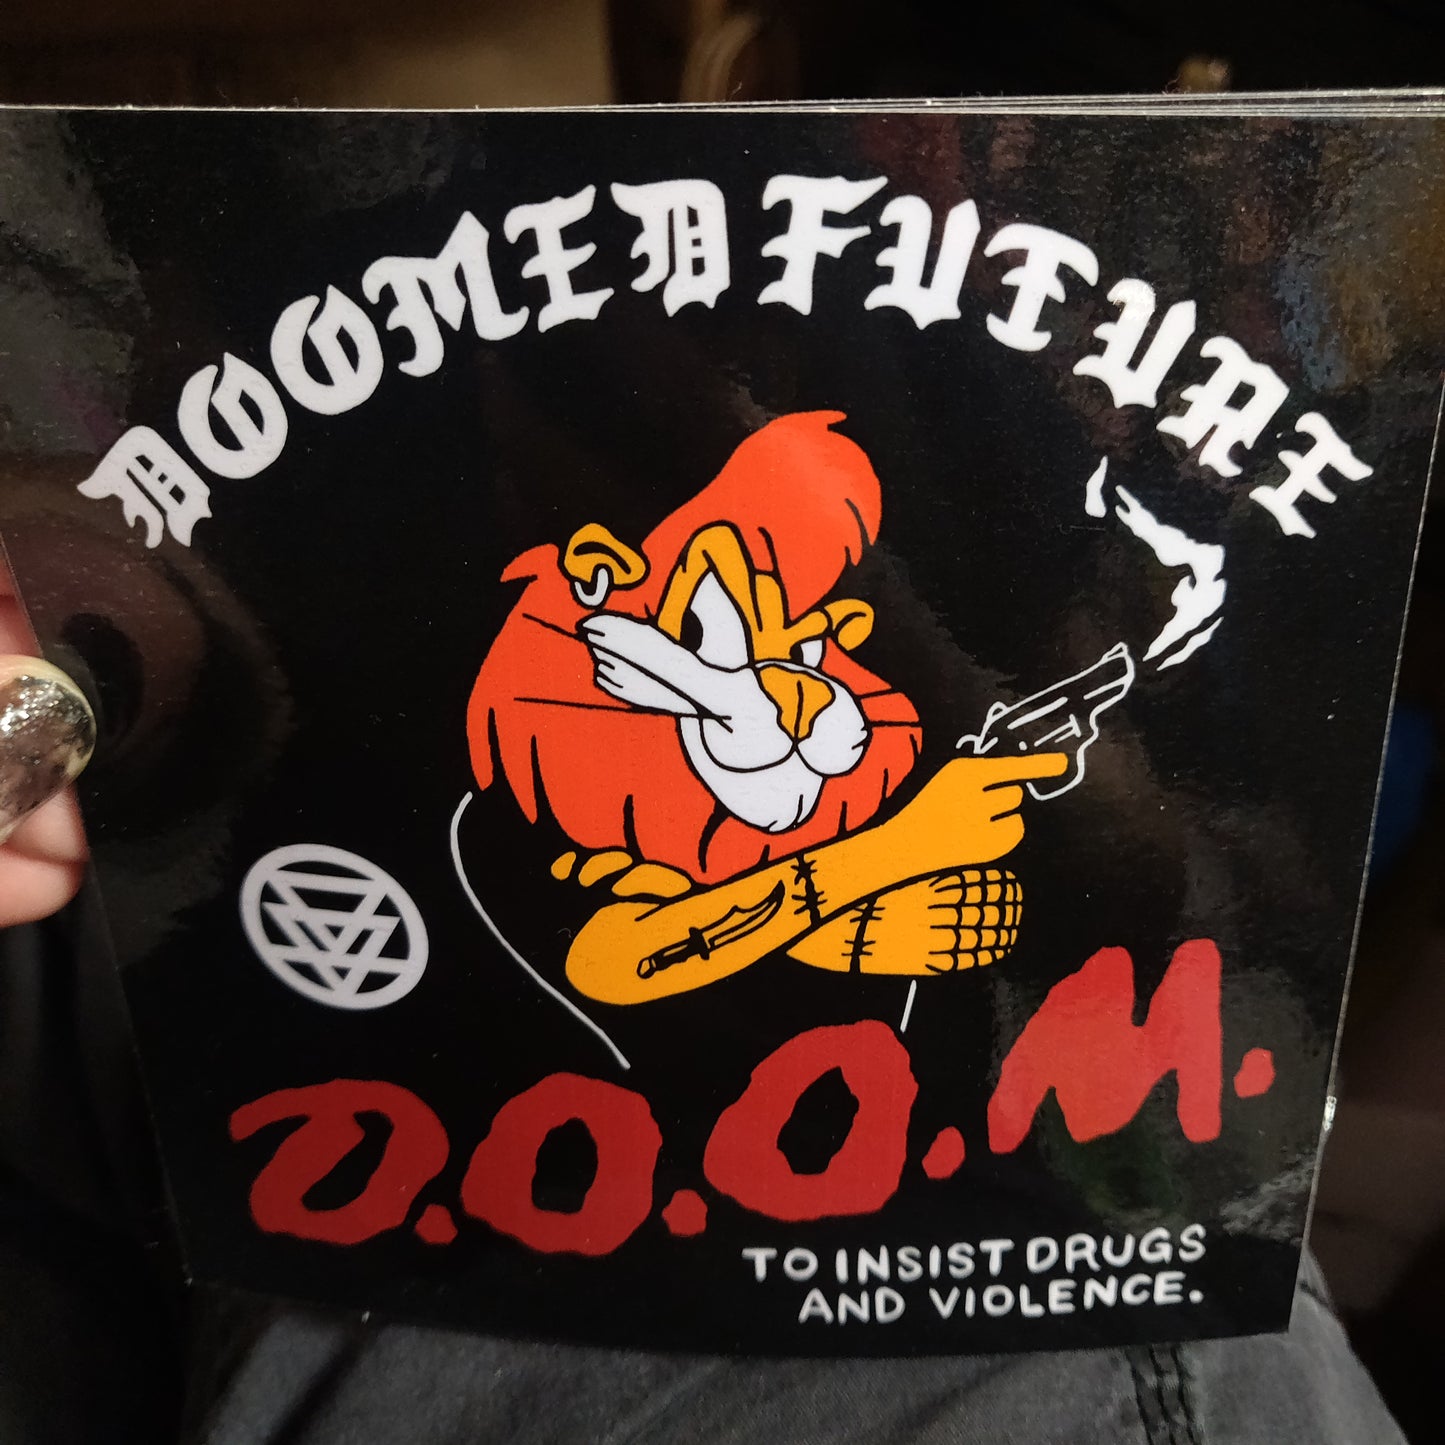 DOOMED FUTURE
D.O.O.M.
TO INSIST DRUGS
AND VIOLENCE.